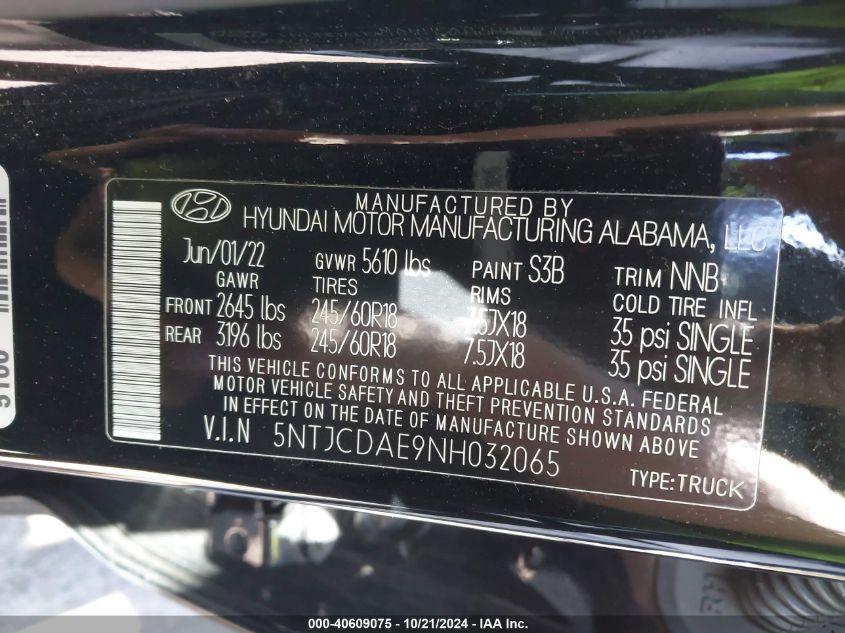 MANUFACTURED BY
HYUNDAI MOTOR MANUFACTURING ALABAMA, LLC
Jun/01/22 GVWR 5610 lbs PAINT S3B TRIM NNB
GAWR TIRES RIMS COLD TIRE INFL
FRONT 2645 lbs 245/60R18 7.5JX18 35 psi SINGLE
REAR 3196 lbs 245/60R18 7.5JX18 35 psi SINGLE
THIS VEHICLE CONFORMS TO ALL APPLICABLE U.S.A. FEDERAL
MOTOR VEHICLE SAFETY AND THEFT PREVENTION STANDARDS
IN EFFECT ON THE DATE OF MANUFACTURE SHOWN ABOVE
V.I.N 5NTJCDAE9NH032065
TYPE:TRUCK
000-40609075 - 10/21/2024 - IAA Inc.